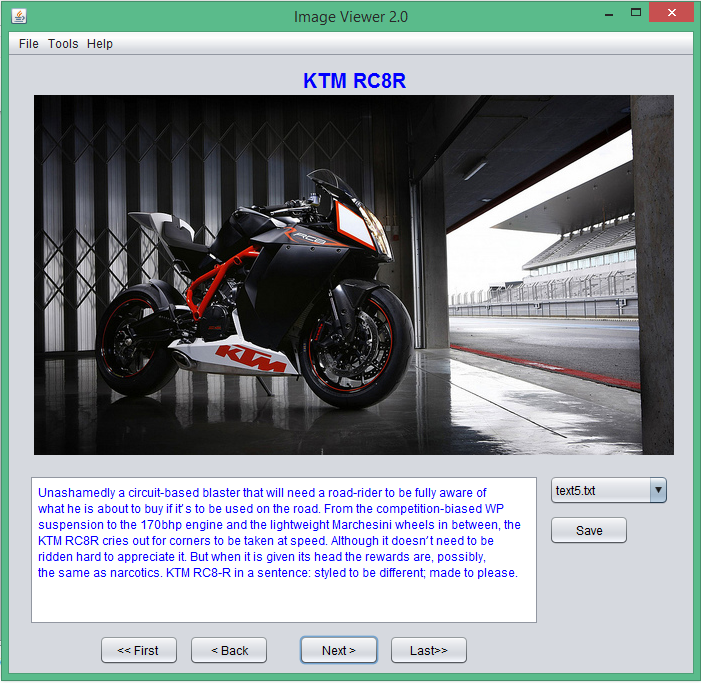 Image Viewer 2.0
File Tools Help
KTM RC8R
RC8
KTM
Unashamedly a circuit-based blaster that will need a road-rider to be fully aware of
what he is about to buy if it's to be used on the road. From the competition-biased WP
suspension to the 170bhp engine and the lightweight Marchesini wheels in between, the
KTM RC8R cries out for corners to be taken at speed. Although it doesn't need to be
ridden hard to appreciate it. But when it is given its head the rewards are, possibly,
the same as narcotics. KTM RC8-R in a sentence: styled to be different; made to please.
text5.txt
Save
<< First
< Back
Next >
Last>>